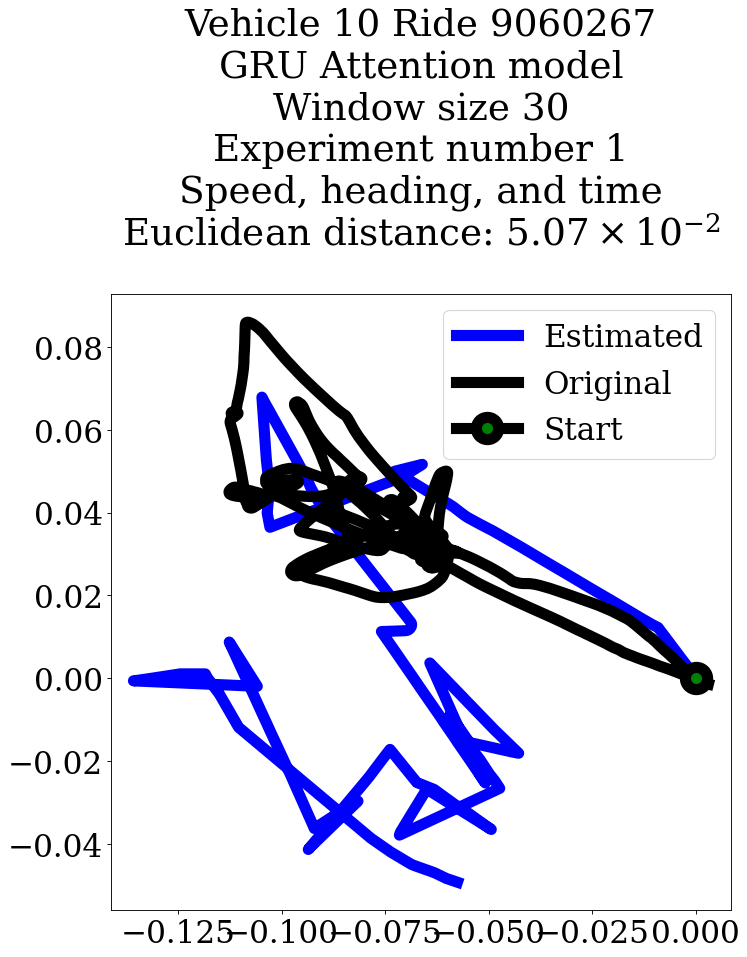 Vehicle 10 Ride 9060267
GRU Attention model
Window size 30
Experiment number 1
Speed, heading, and time
Euclidean distance: 5.07 × 10⁻²
Estimated
Original
Start
0.08
0.06
0.04
0.02
0.00
−0.02
−0.04
−0.125 −0.100 −0.075 −0.050 −0.025 0.000